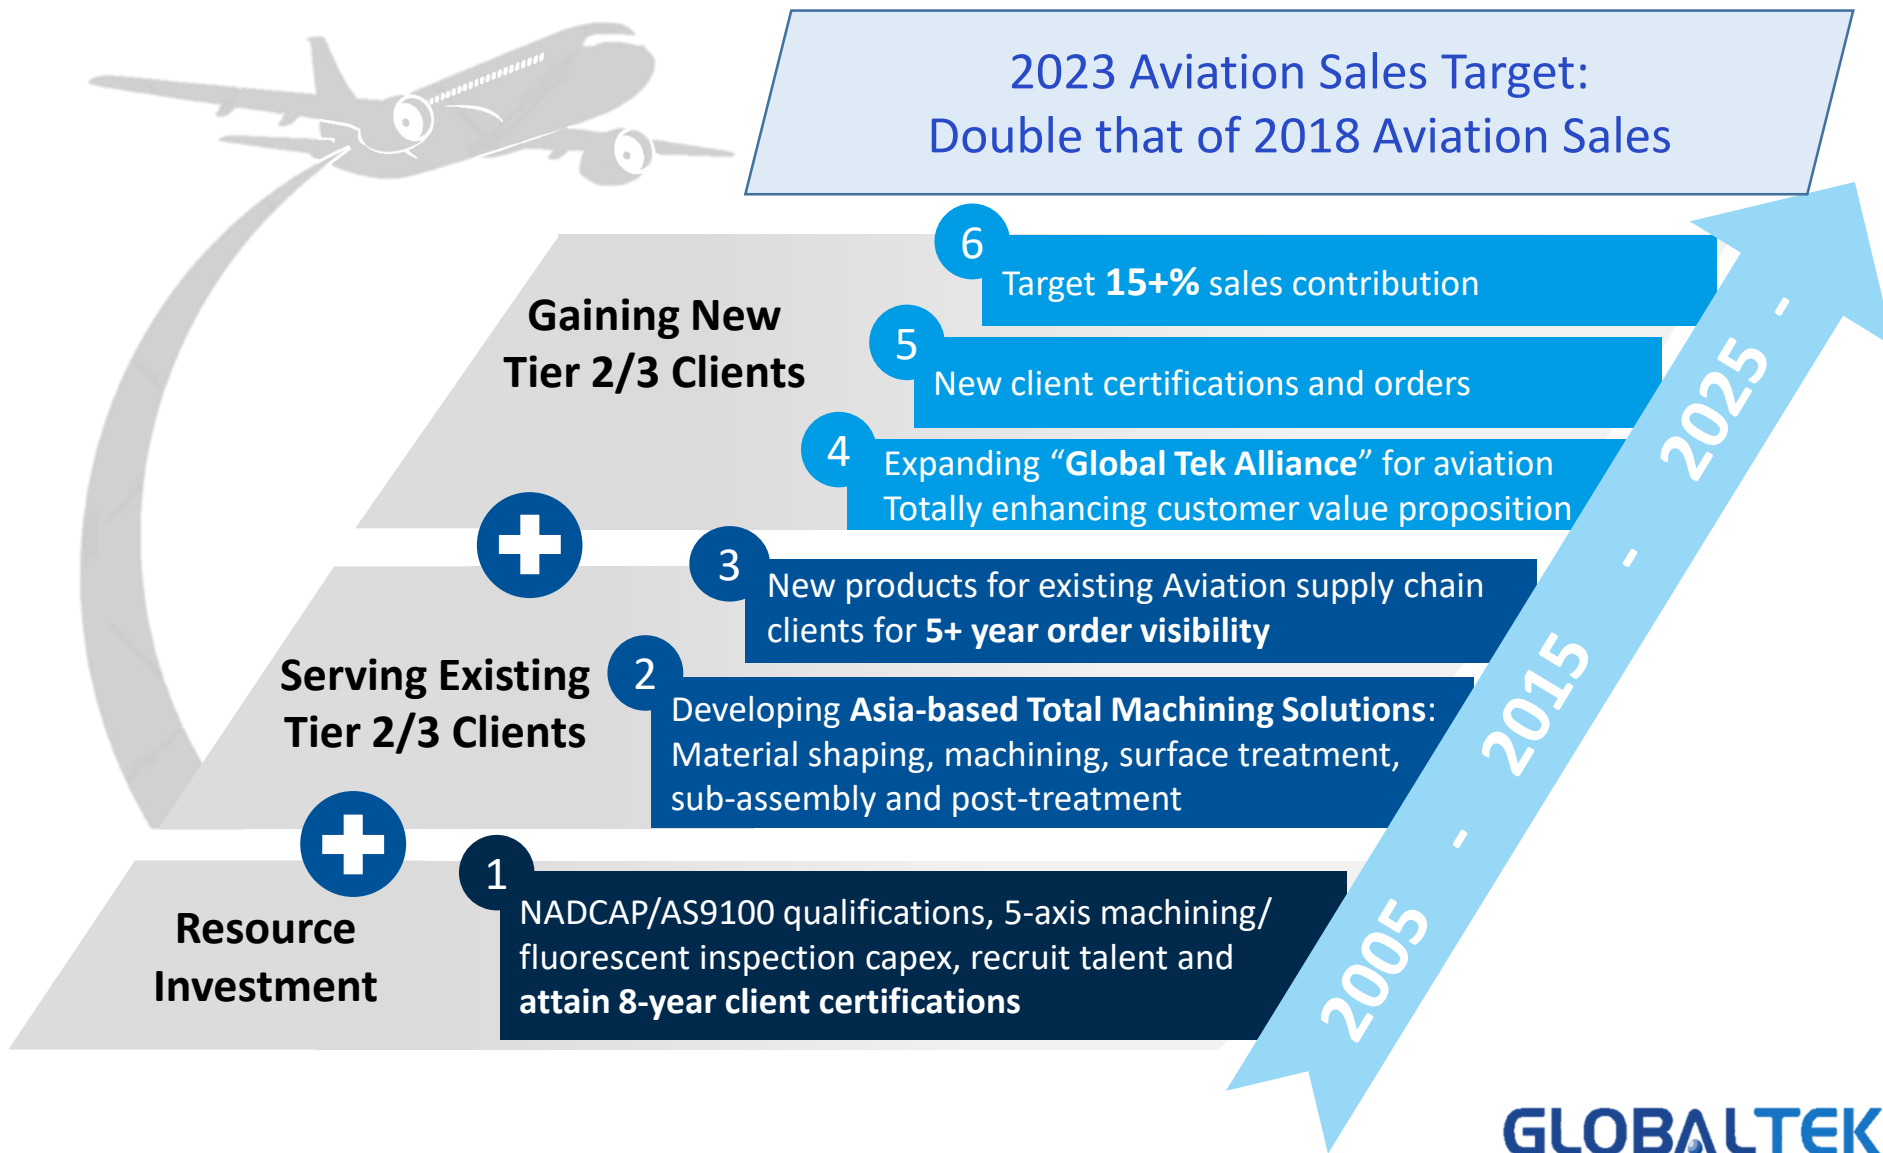 2023 Aviation Sales Target:
Double that of 2018 Aviation Sales
Gaining New
Tier 2/3 Clients
6
Target 15+% sales contribution
5
New client certifications and orders
4
Expanding “Global Tek Alliance” for aviation
Totally enhancing customer value proposition
Serving Existing
Tier 2/3 Clients
3
New products for existing Aviation supply chain
clients for 5+ year order visibility
2
Developing Asia-based Total Machining Solutions:
Material shaping, machining, surface treatment,
sub-assembly and post-treatment
Resource
Investment
1
NADCAP/AS9100 qualifications, 5-axis machining/
fluorescent inspection capex, recruit talent and
attain 8-year client certifications
2005 - 2015 - 2025 -
GLOBALTEK